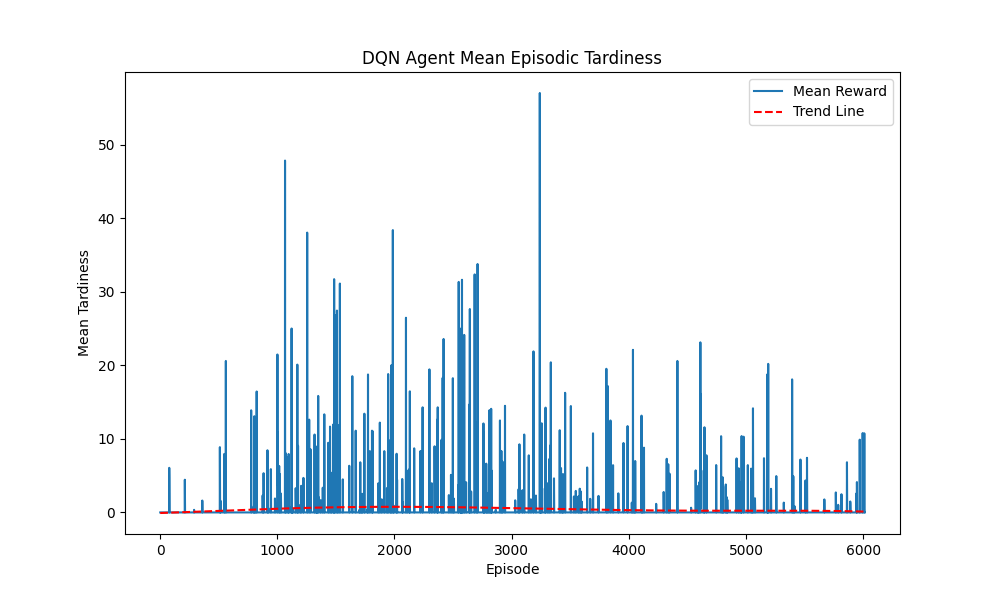 DQN Agent Mean Episodic Tardiness
Mean Reward
Trend Line
50
40
30
20
10
0
Mean Tardiness
0 1000 2000 3000 4000 5000 6000
Episode